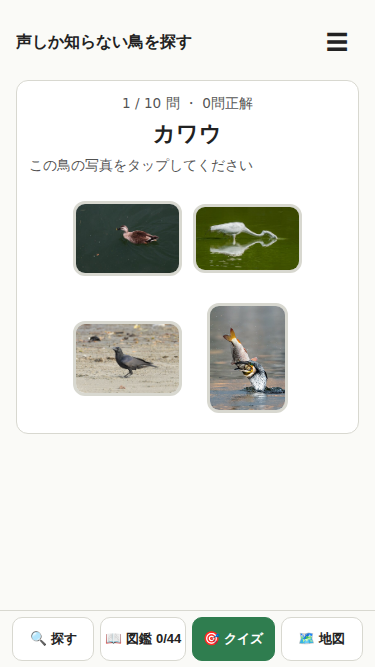 声しか知らない鳥を探す
☰
1 / 10 問 ・ 0問正解
カワウ
この鳥の写真をタップしてください
🔍 探す
📖 図鑑 0/44
🎯 クイズ
🗺️ 地図